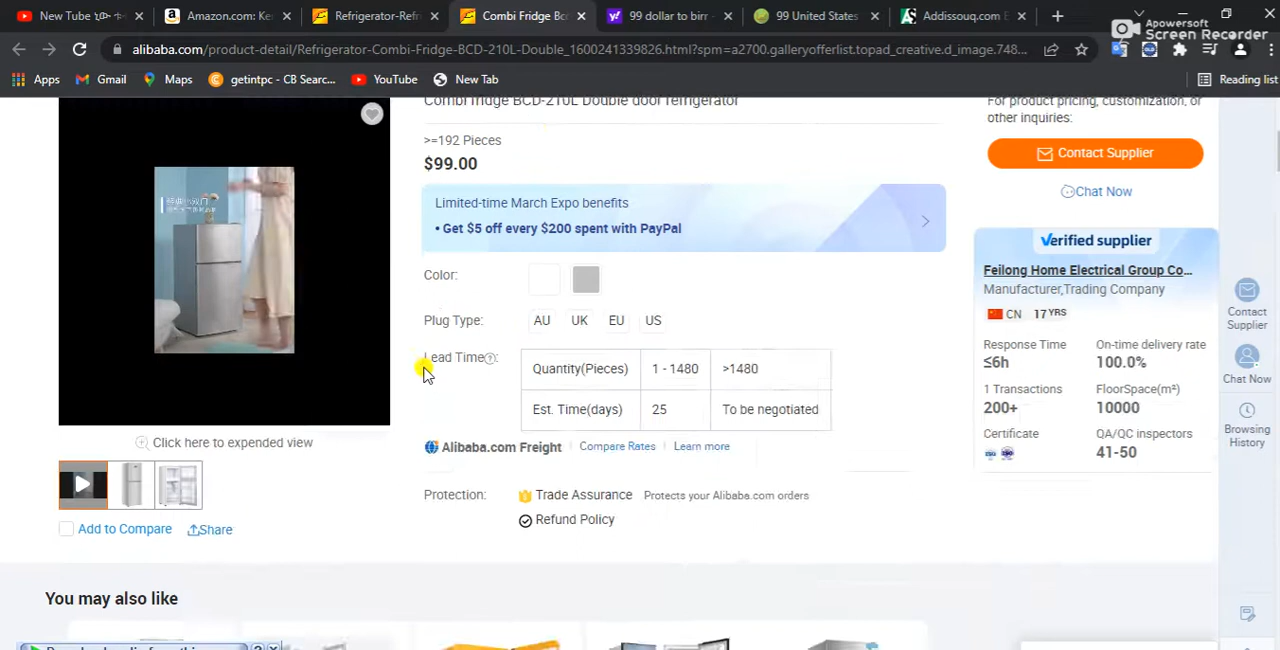 New Tube
Amazon.com: Ke
Refrigerator-Refr
Combi Fridge Bc
99 dollar to birr -
99 United States
Addissouq.com E
Apowersoft
Screen Recorder
alibaba.com/product-detail/Refrigerator-Combi-Fridge-BCD-210L-Double_1600241339826.html?spm=a2700.galleryofferlist.topad_creative.d_image.748...
Apps
Gmail
Maps
getintpc - CB Searc...
YouTube
New Tab
Reading list
Combi fridge BCD-210L Double door refrigerator
>=192 Pieces
$99.00
Limited-time March Expo benefits
• Get $5 off every $200 spent with PayPal
Color:
Plug Type: AU UK EU US
Lead Time:
Quantity(Pieces) 1 - 1480 >1480
Est. Time(days) 25 To be negotiated
Alibaba.com Freight Compare Rates Learn more
Protection: Trade Assurance Protects your Alibaba.com orders
Refund Policy
Click here to expended view
Add to Compare Share
You may also like
For product pricing, customization, or
other inquiries:
Contact Supplier
Chat Now
Verified supplier
Feilong Home Electrical Group Co...
Manufacturer,Trading Company
CN 17 YRS
Response Time On-time delivery rate
≤6h 100.0%
1 Transactions FloorSpace(m²)
200+ 10000
Certificate QA/QC inspectors
41-50
Contact
Supplier
Chat Now
Browsing
History